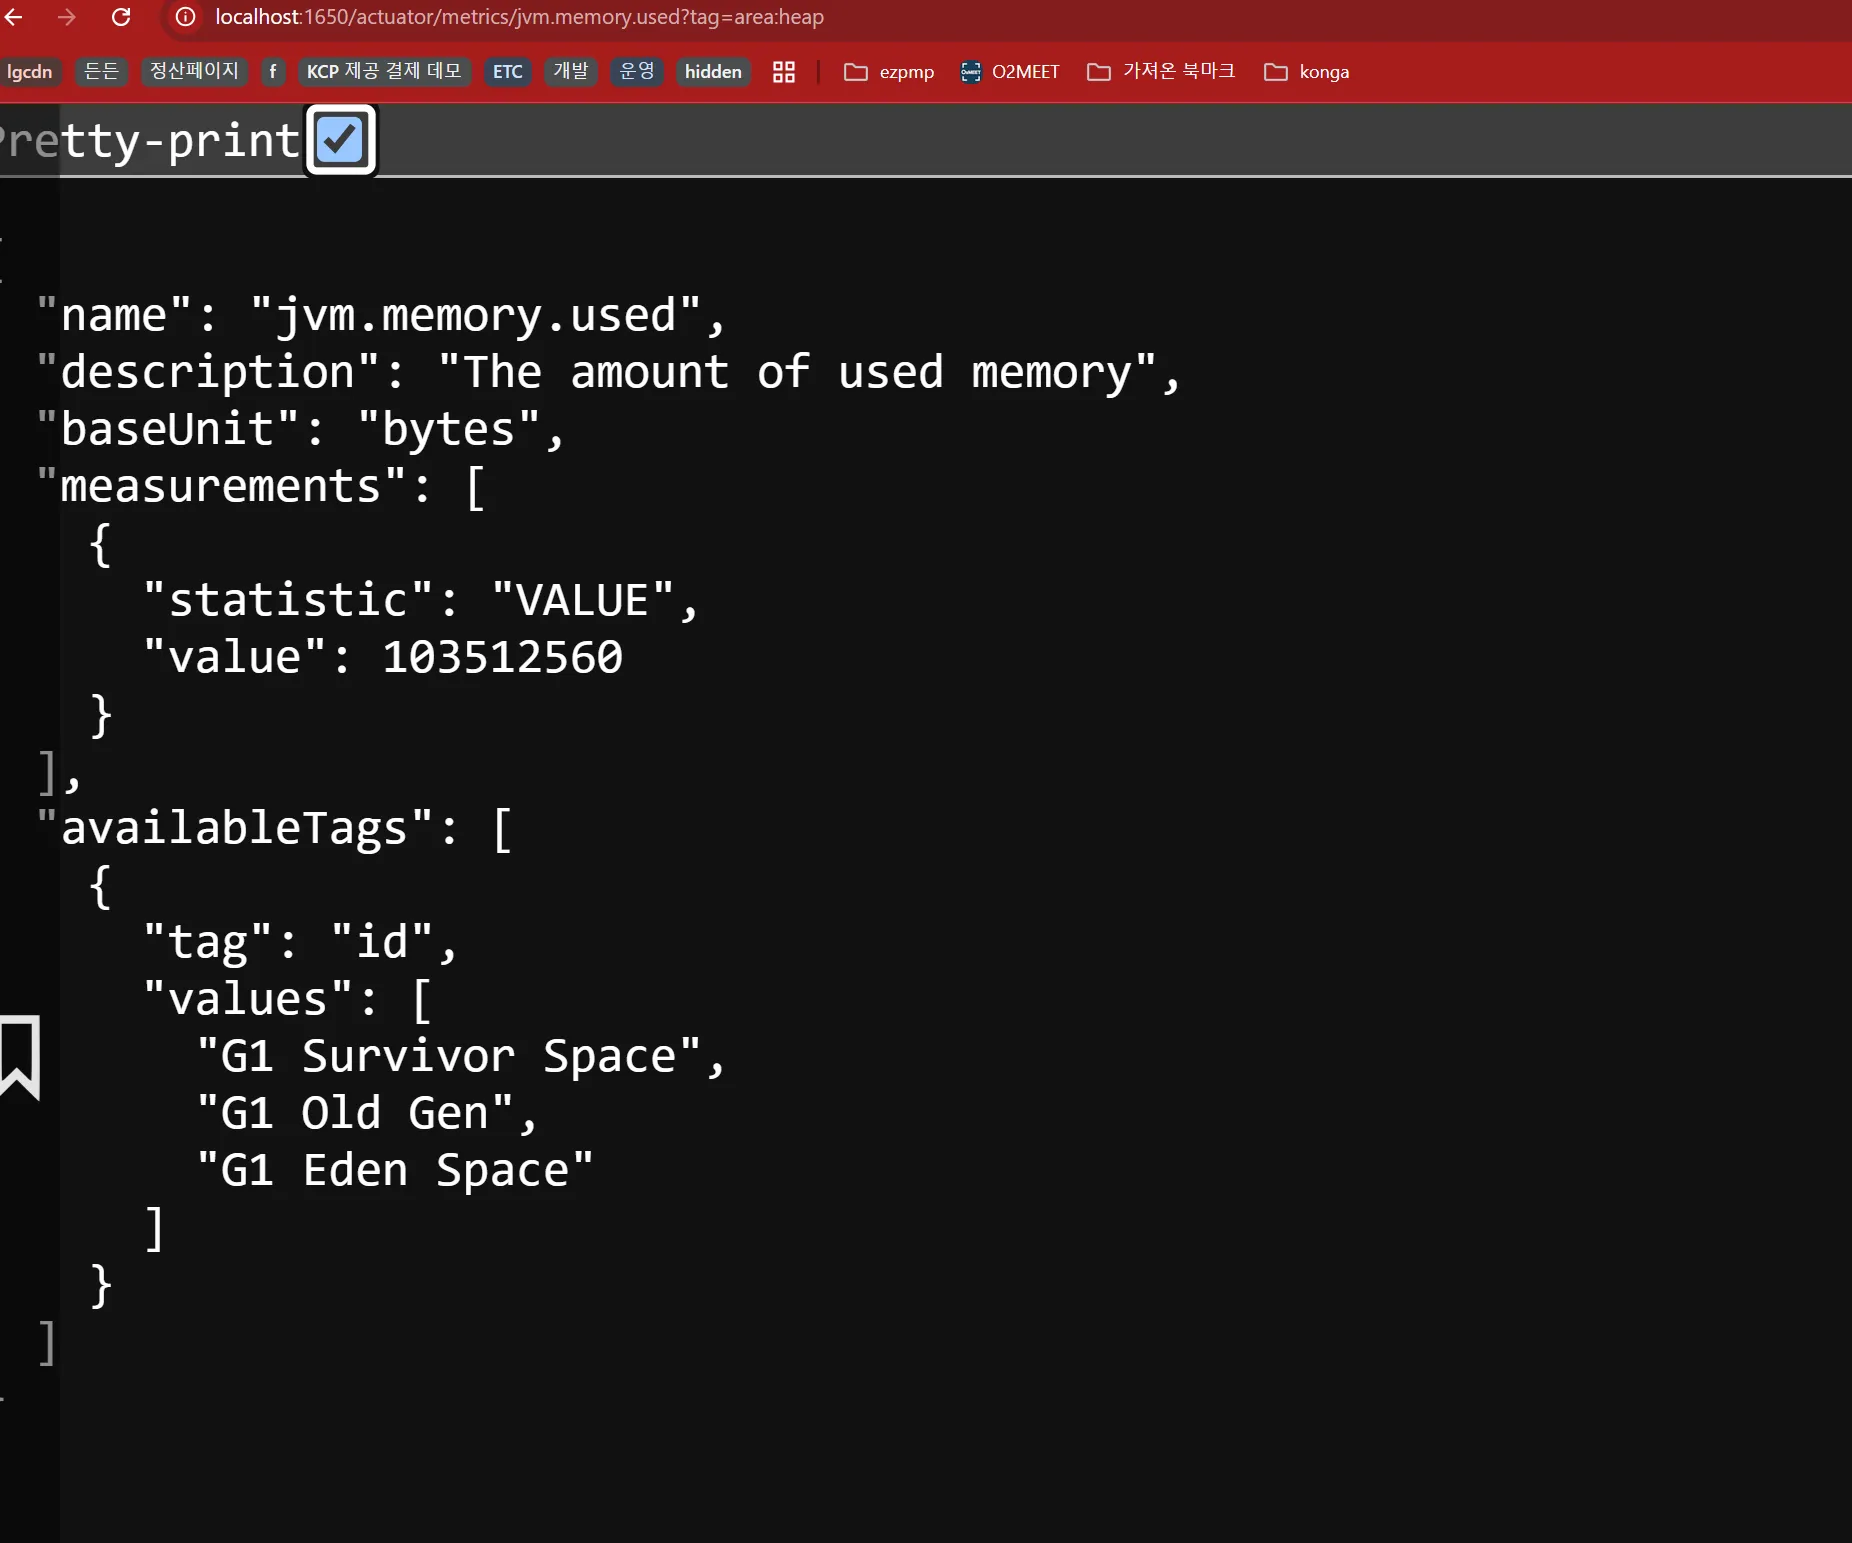 localhost:1650/actuator/metrics/jvm.memory.used?tag=area:heap
lgcdn 든든 정산페이지 f KCP 제공 결제 데모 ETC 개발 운영 hidden ezpmp O2MEET 가져온 북마크 konga
Pretty-print
"name": "jvm.memory.used",
"description": "The amount of used memory",
"baseUnit": "bytes",
"measurements": [
{
"statistic": "VALUE",
"value": 103512560
}
],
"availableTags": [
{
"tag": "id",
"values": [
"G1 Survivor Space",
"G1 Old Gen",
"G1 Eden Space"
]
}
]